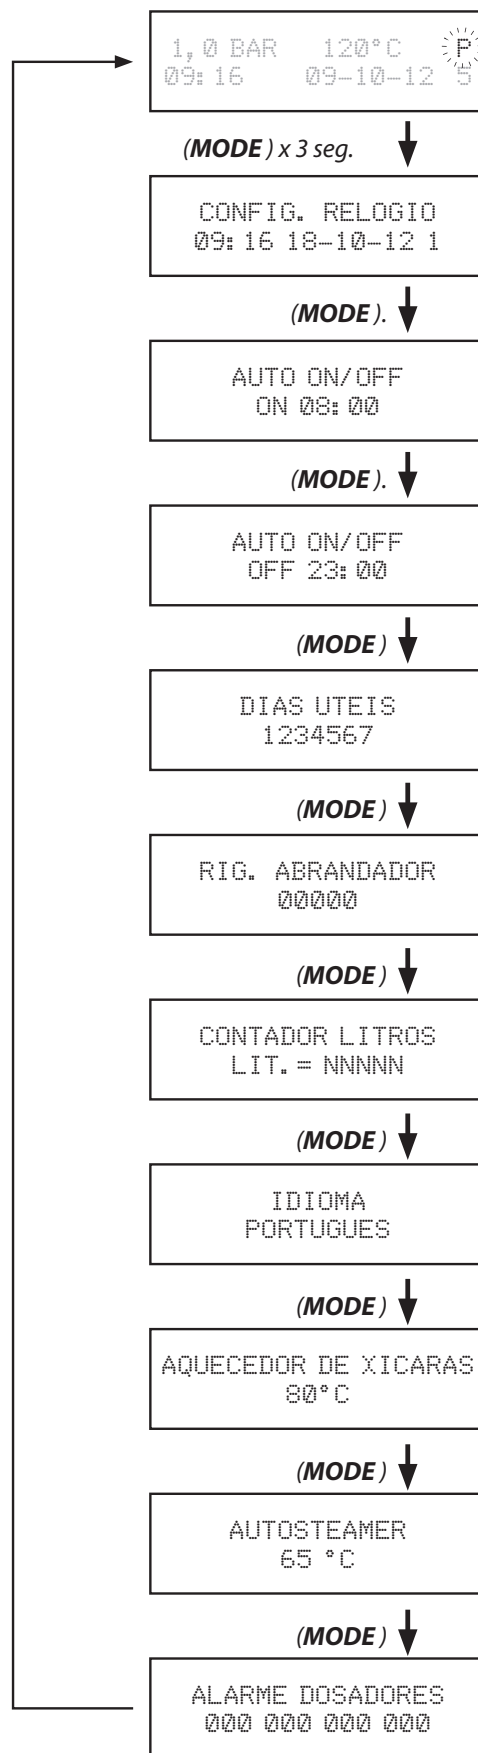 1,0 BAR 120°C P
09:16 09-10-12 5
(MODE) x 3 seg.
CONFIG. RELOGIO
09:16 18-10-12 1
(MODE).
AUTO ON/OFF
ON 08:00
(MODE).
AUTO ON/OFF
OFF 23:00
(MODE)
DIAS UTEIS
1234567
(MODE)
RIG. ABRANDADOR
00000
(MODE)
CONTADOR LITROS
LIT.= NNNNN
(MODE)
IDIOMA
PORTUGUES
(MODE)
AQUECEDOR DE XICARAS
80°C
(MODE)
AUTOSTEAMER
65 °C
(MODE)
ALARME DOSADORES
000 000 000 000